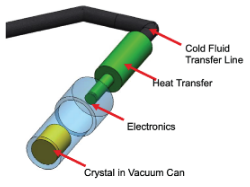 Cold Fluid
Transfer Line
Heat Transfer
Electronics
Crystal in Vacuum Can